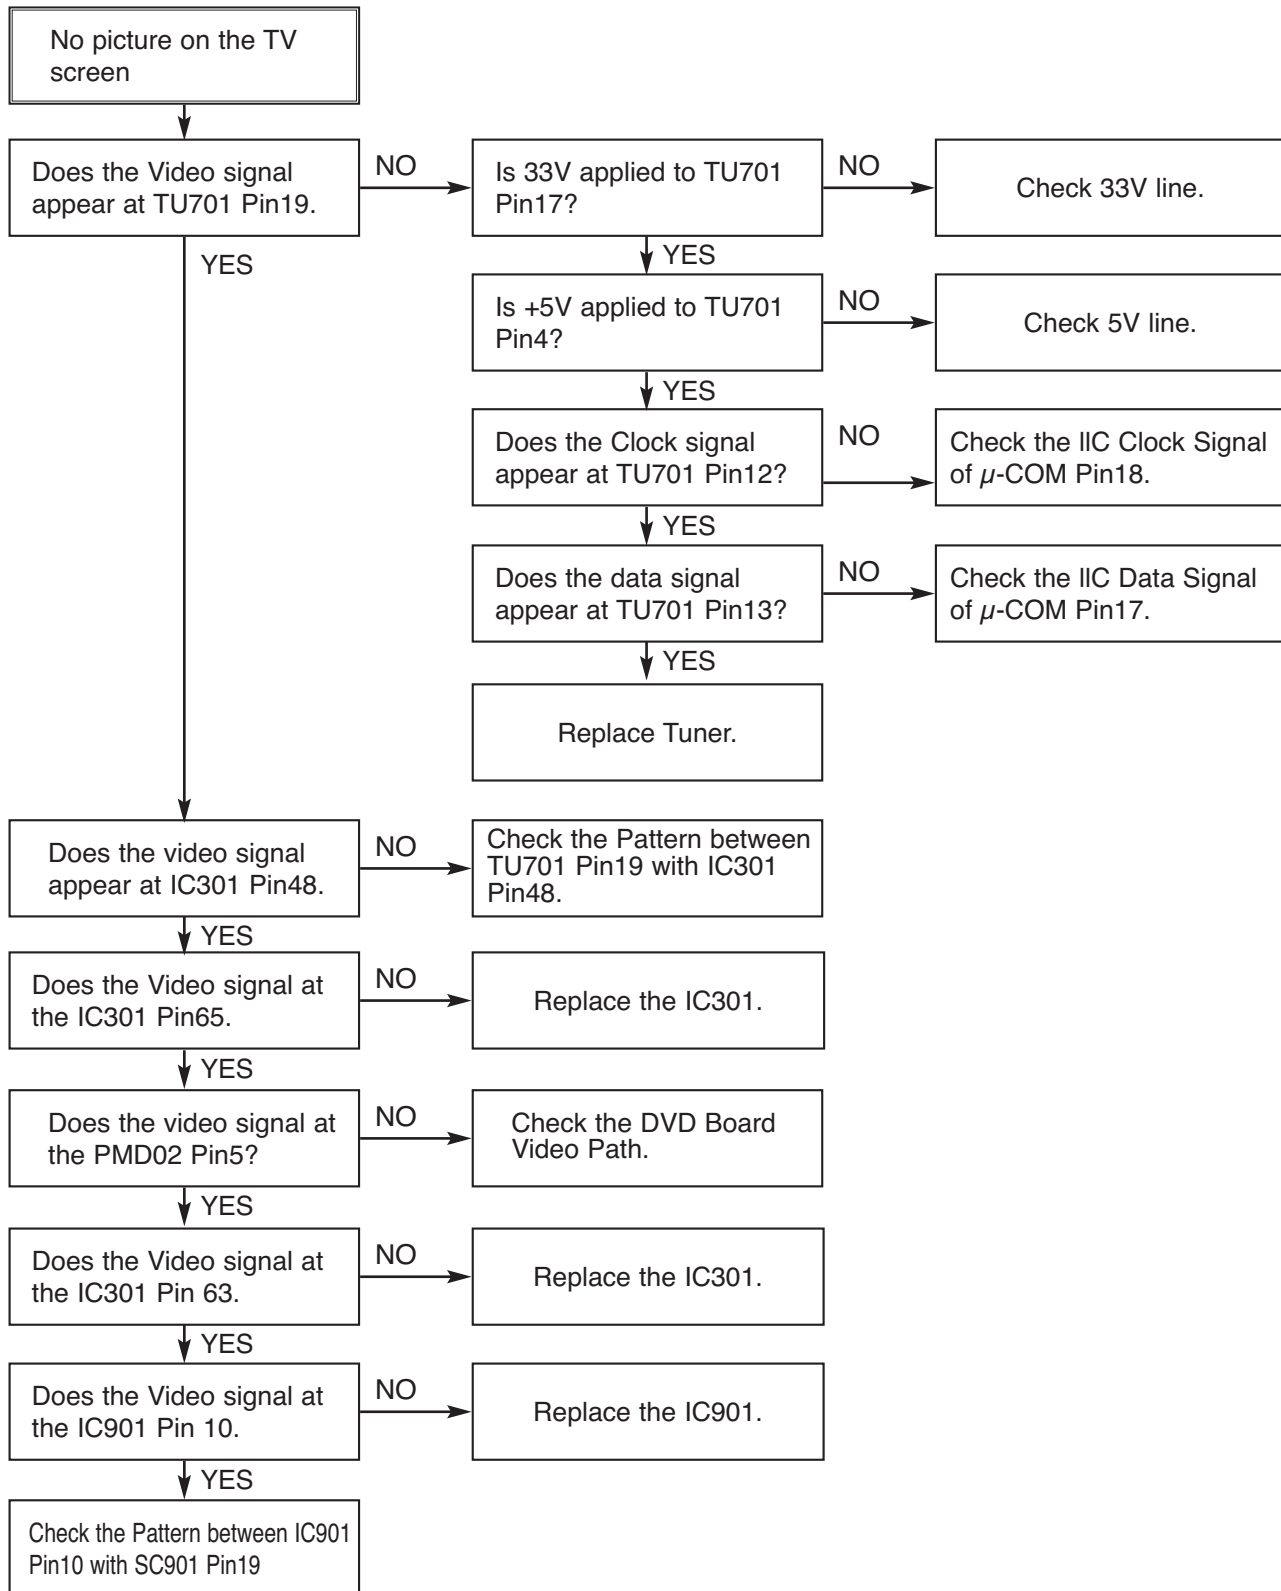 No picture on the TV
screen
Does the Video signal
appear at TU701 Pin19.
NO
Is 33V applied to TU701
Pin17?
NO
Check 33V line.
YES
YES
Is +5V applied to TU701
Pin4?
NO
Check 5V line.
YES
Does the Clock signal
appear at TU701 Pin12?
NO
Check the IIC Clock Signal
of µ-COM Pin18.
YES
Does the data signal
appear at TU701 Pin13?
NO
Check the IIC Data Signal
of µ-COM Pin17.
YES
Replace Tuner.
Does the video signal
appear at IC301 Pin48.
NO
Check the Pattern between
TU701 Pin19 with IC301
Pin48.
YES
Does the Video signal at
the IC301 Pin65.
NO
Replace the IC301.
YES
Does the video signal at
the PMD02 Pin5?
NO
Check the DVD Board
Video Path.
YES
Does the Video signal at
the IC301 Pin 63.
NO
Replace the IC301.
YES
Does the Video signal at
the IC901 Pin 10.
NO
Replace the IC901.
YES
Check the Pattern between IC901
Pin10 with SC901 Pin19